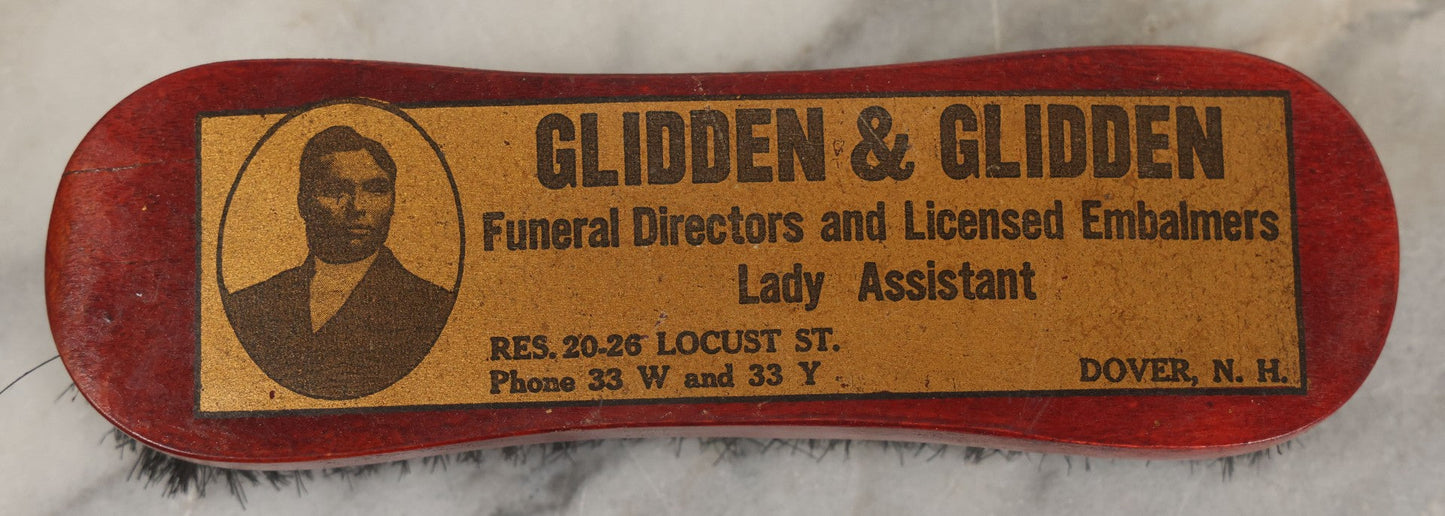 GLIDDEN & GLIDDEN
Funeral Directors and Licensed Embalmers
Lady Assistant
RES. 20-26 LOCUST ST.
Phone 33 W and 33 Y
DOVER, N. H.